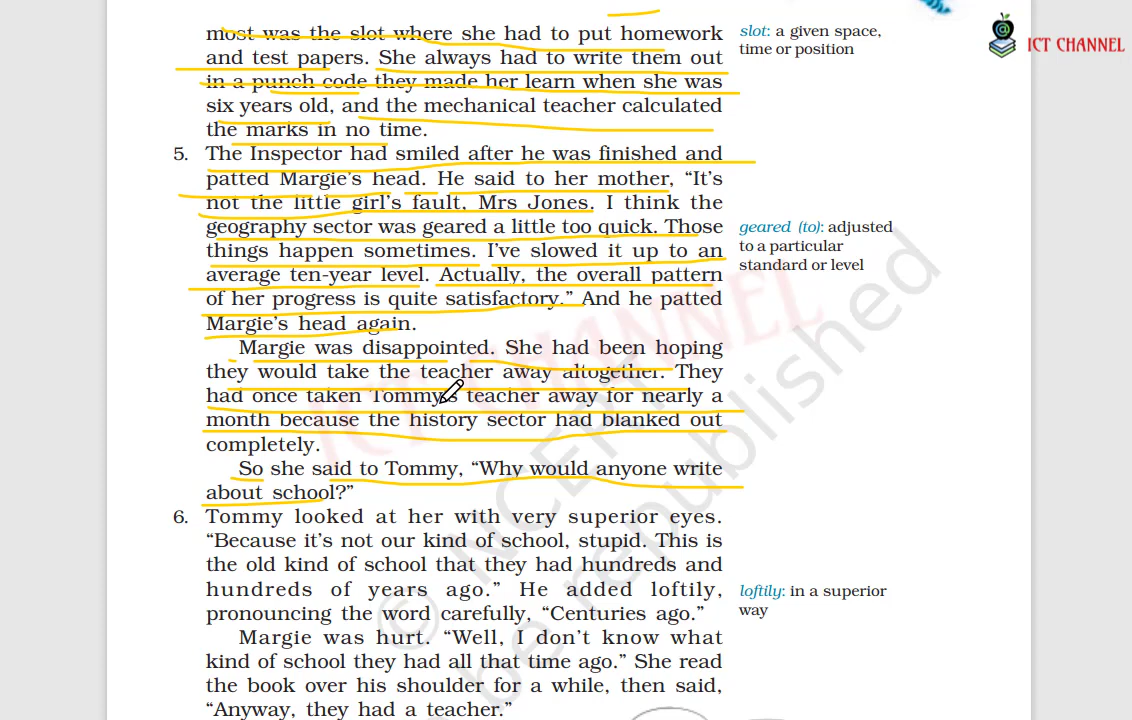 most was the slot where she had to put homework
and test papers. She always had to write them out
in a punch code they made her learn when she was
six years old, and the mechanical teacher calculated
the marks in no time.
slot: a given space,
time or position
ICT CHANNEL
5. The Inspector had smiled after he was finished and
patted Margie's head. He said to her mother, “It's
not the little girl's fault, Mrs Jones. I think the
geography sector was geared a little too quick. Those
things happen sometimes. I've slowed it up to an
average ten-year level. Actually, the overall pattern
of her progress is quite satisfactory.” And he patted
Margie's head again.
geared (to): adjusted
to a particular
standard or level
Margie was disappointed. She had been hoping
they would take the teacher away altogether. They
had once taken Tommy's teacher away for nearly a
month because the history sector had blanked out
completely.
So she said to Tommy, “Why would anyone write
about school?”
6. Tommy looked at her with very superior eyes.
“Because it's not our kind of school, stupid. This is
the old kind of school that they had hundreds and
hundreds of years ago.” He added loftily,
pronouncing the word carefully, “Centuries ago.”
loftily: in a superior
way
Margie was hurt. “Well, I don't know what
kind of school they had all that time ago.” She read
the book over his shoulder for a while, then said,
“Anyway, they had a teacher.”
ICT CHANNEL
© NCERT
be republished